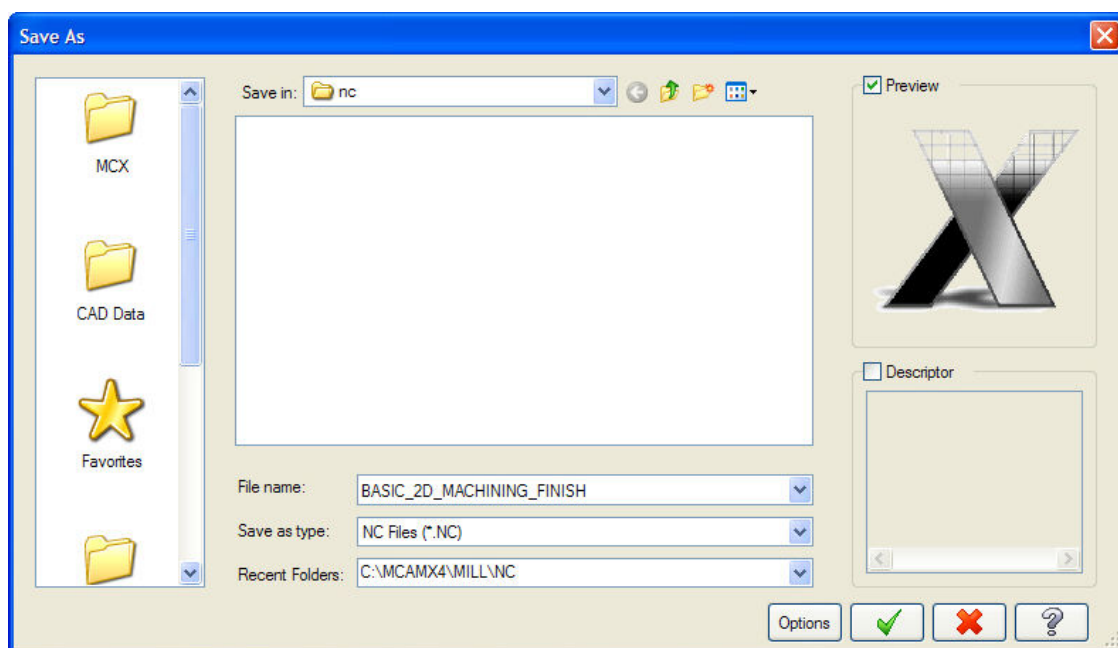 Save As
MCX
CAD Data
Favorites
Save in: nc
File name: BASIC_2D_MACHINING_FINISH
Save as type: NC Files (*.NC)
Recent Folders: C:\MCAMX4\MILL\NC
Preview
Descriptor
Options